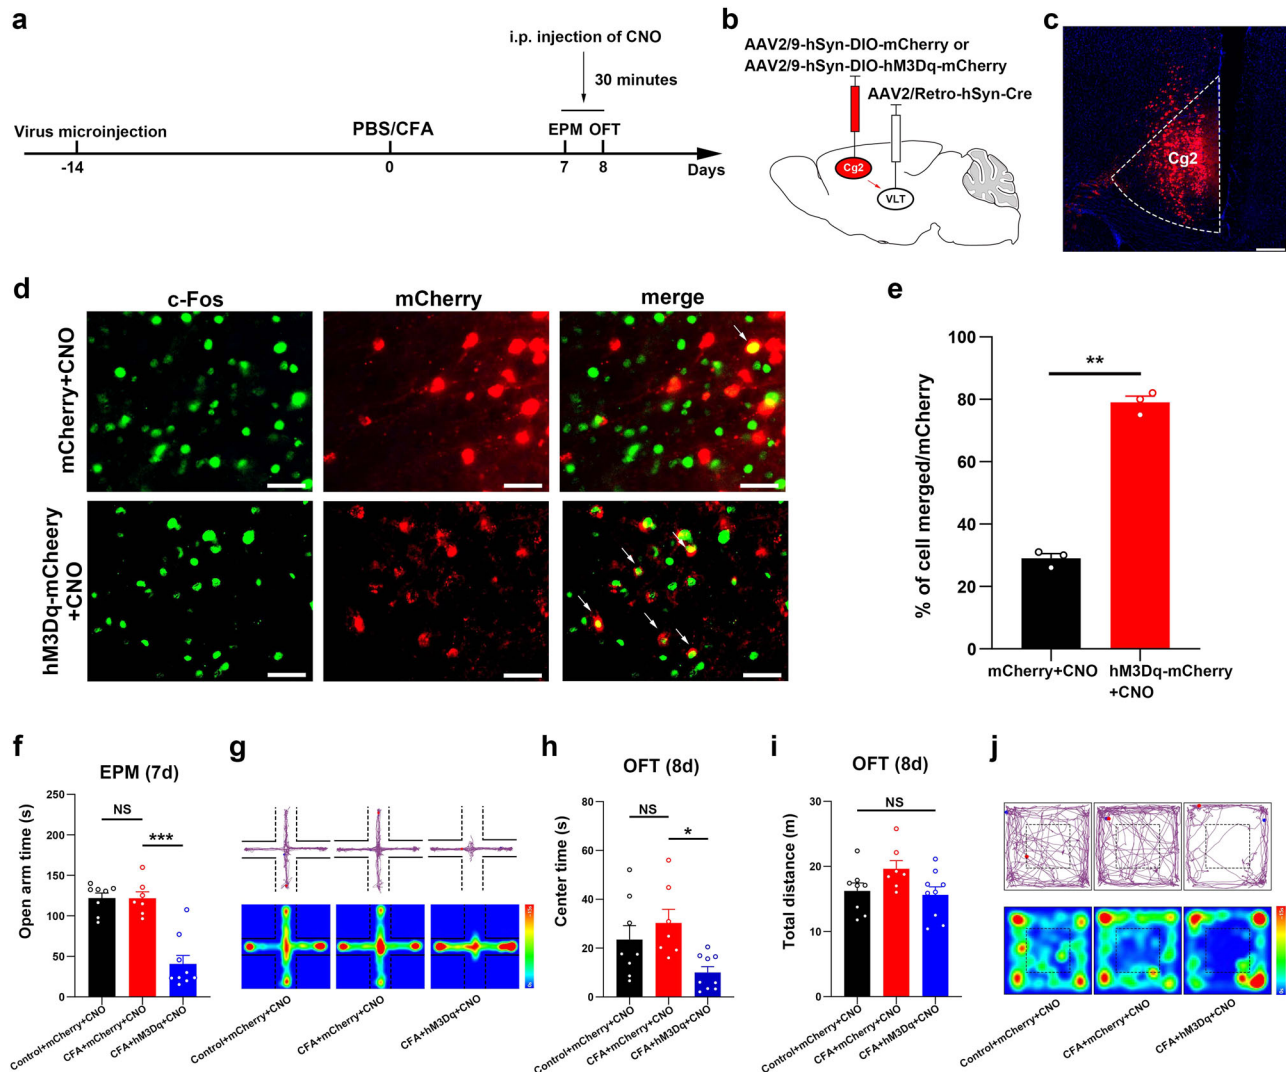 a
i.p. injection of CNO
30 minutes
Virus microinjection
PBS/CFA
EPM OFT
-14
0
7
8
Days
b
AAV2/9-hSyn-DIO-mCherry or
AAV2/9-hSyn-DIO-hM3Dq-mCherry
AAV2/Retro-hSyn-Cre
Cg2
VLT
c
Cg2
d
c-Fos
mCherry
merge
mCherry+CNO
hM3Dq-mCheery
+CNO
e
% of cell merged/mCherry
100
80
60
40
20
0
**
mCherry+CNO
hM3Dq-mCherry
+CNO
f
EPM (7d)
Open arm time (s)
250
200
150
100
50
0
NS
***
Control+mCherry+CNO
CFA+mCherry+CNO
CFA+hM3Dq+CNO
g
Control+mCherry+CNO
CFA+mCherry+CNO
CFA+hM3Dq+CNO
h
OFT (8d)
Center time (s)
80
60
40
20
0
NS
*
Control+mCherry+CNO
CFA+mCherry+CNO
CFA+hM3Dq+CNO
i
OFT (8d)
Total distance (m)
30
20
10
0
NS
Control+mCherry+CNO
CFA+mCherry+CNO
CFA+hM3Dq+CNO
j
Control+mCherry+CNO
CFA+mCherry+CNO
CFA+hM3Dq+CNO